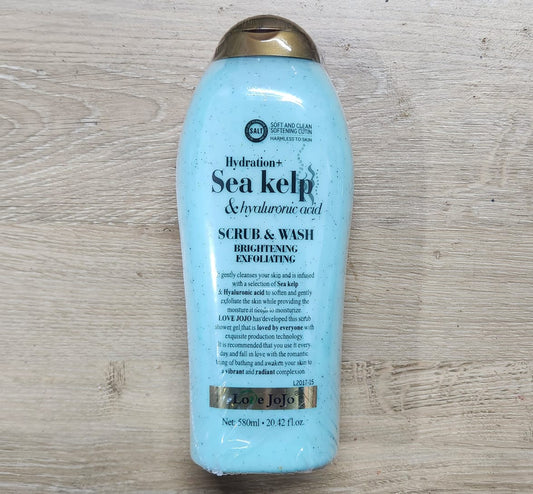 SALT
SOFT AND CLEAN
SOFTENING CUTIN
HARMLESS TO SKIN
Hydration+
Sea kelp
& hyaluronic acid
SCRUB & WASH
BRIGHTENING
EXFOLIATING
gently cleanses your skin and is infused
with a selection of Sea kelp
& Hyaluronic acid to soften and gently
exfoliate the skin while providing the
moisture it needs to moisturize.
LOVE JOJO has developed this scrub
shower gel that is loved by everyone with
exquisite production technology.
It is recommended that you use it every
day and fall in love with the romantic
of bathing and awaken your skin to
a vibrant and radiant complexion
L2017-15
Love JoJo
Net: 580ml • 20.42 fl.oz.